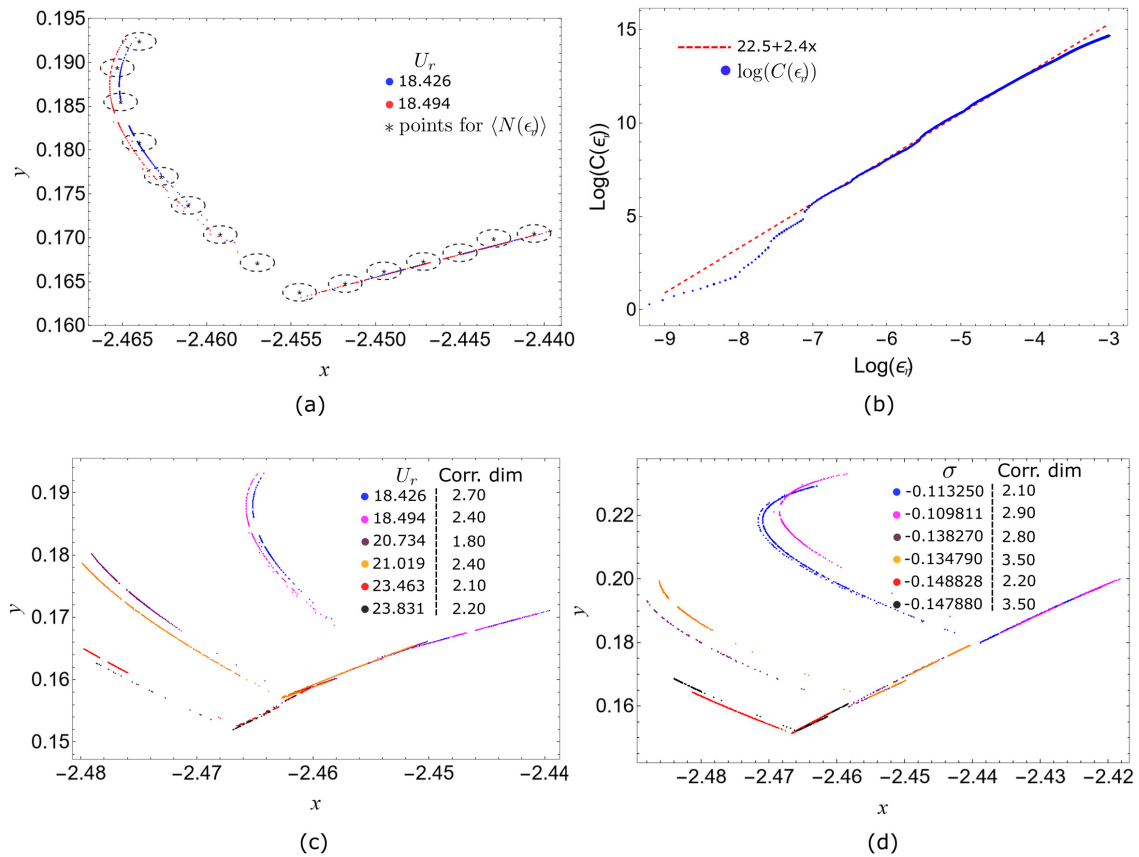 0.195
0.190
0.185
0.180
0.175
0.170
0.165
0.160
y
U_r
18.426
18.494
* points for ⟨N(ϵ_r)⟩
−2.465 −2.460 −2.455 −2.450 −2.445 −2.440
x
(a)
15
10
5
0
Log(C(ϵ_r))
22.5+2.4x
log(C(ϵ_r))
−9 −8 −7 −6 −5 −4 −3
Log(ϵ_r)
(b)
0.19
0.18
0.17
0.16
0.15
y
U_r Corr. dim
18.426 2.70
18.494 2.40
20.734 1.80
21.019 2.40
23.463 2.10
23.831 2.20
−2.48 −2.47 −2.46 −2.45 −2.44
x
(c)
0.22
0.20
0.18
0.16
y
σ Corr. dim
-0.113250 2.10
-0.109811 2.90
-0.138270 2.80
-0.134790 3.50
-0.148828 2.20
-0.147880 3.50
−2.48 −2.47 −2.46 −2.45 −2.44 −2.43 −2.42
x
(d)